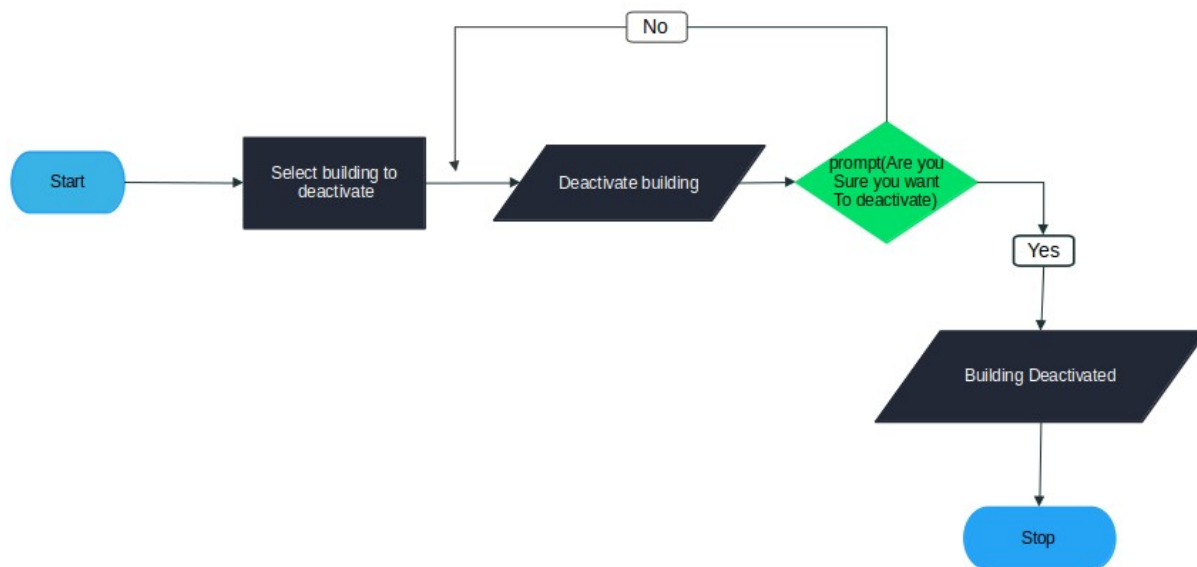 No
Start
Select building to
deactivate
Deactivate building
prompt(Are you
Sure you want
To deactivate)
Yes
Building Deactivated
Stop